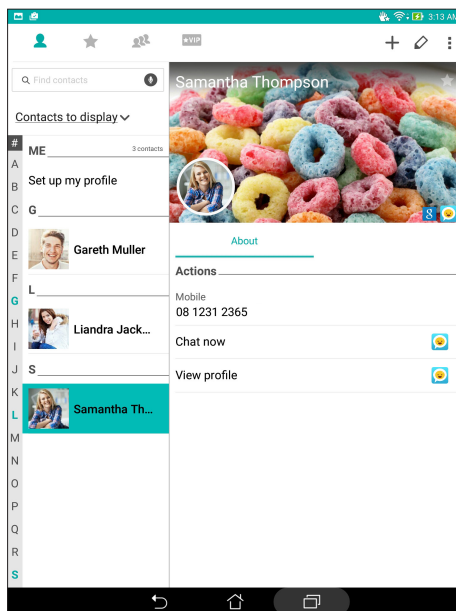 3:13 AM
★VIP
Find contacts
Samantha Thompson
Contacts to display
#
A
B
C
D
E
F
G
H
I
J
K
L
M
N
O
P
Q
R
S
ME
3 contacts
Set up my profile
G
Gareth Muller
L
Liandra Jack...
S
Samantha Th...
8
About
Actions
Mobile
08 1231 2365
Chat now
View profile